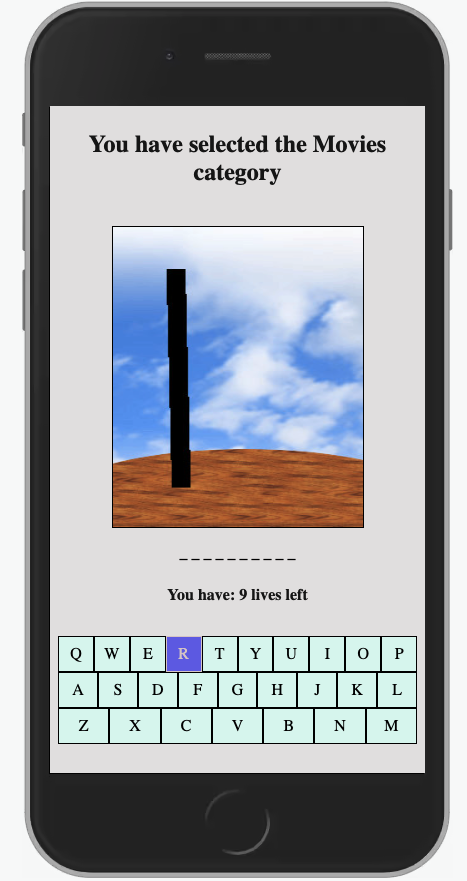 You have selected the Movies
category
_ _ _ _ _ _ _ _ _ _
You have: 9 lives left
Q W E R T Y U I O P
A S D F G H J K L
Z X C V B N M